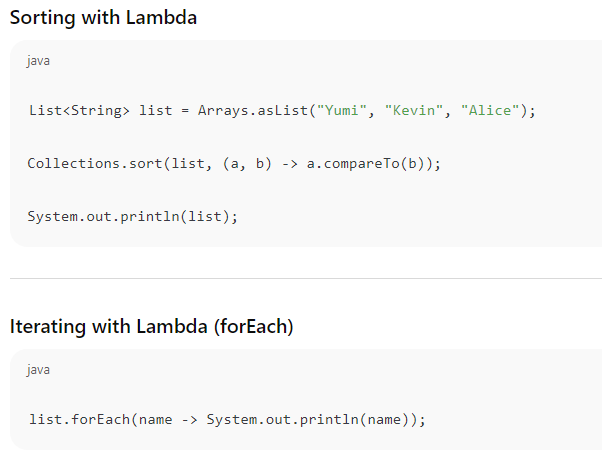 Sorting with Lambda
java
List<String> list = Arrays.asList("Yumi", "Kevin", "Alice");
Collections.sort(list, (a, b) -> a.compareTo(b));
System.out.println(list);
Iterating with Lambda (forEach)
java
list.forEach(name -> System.out.println(name));